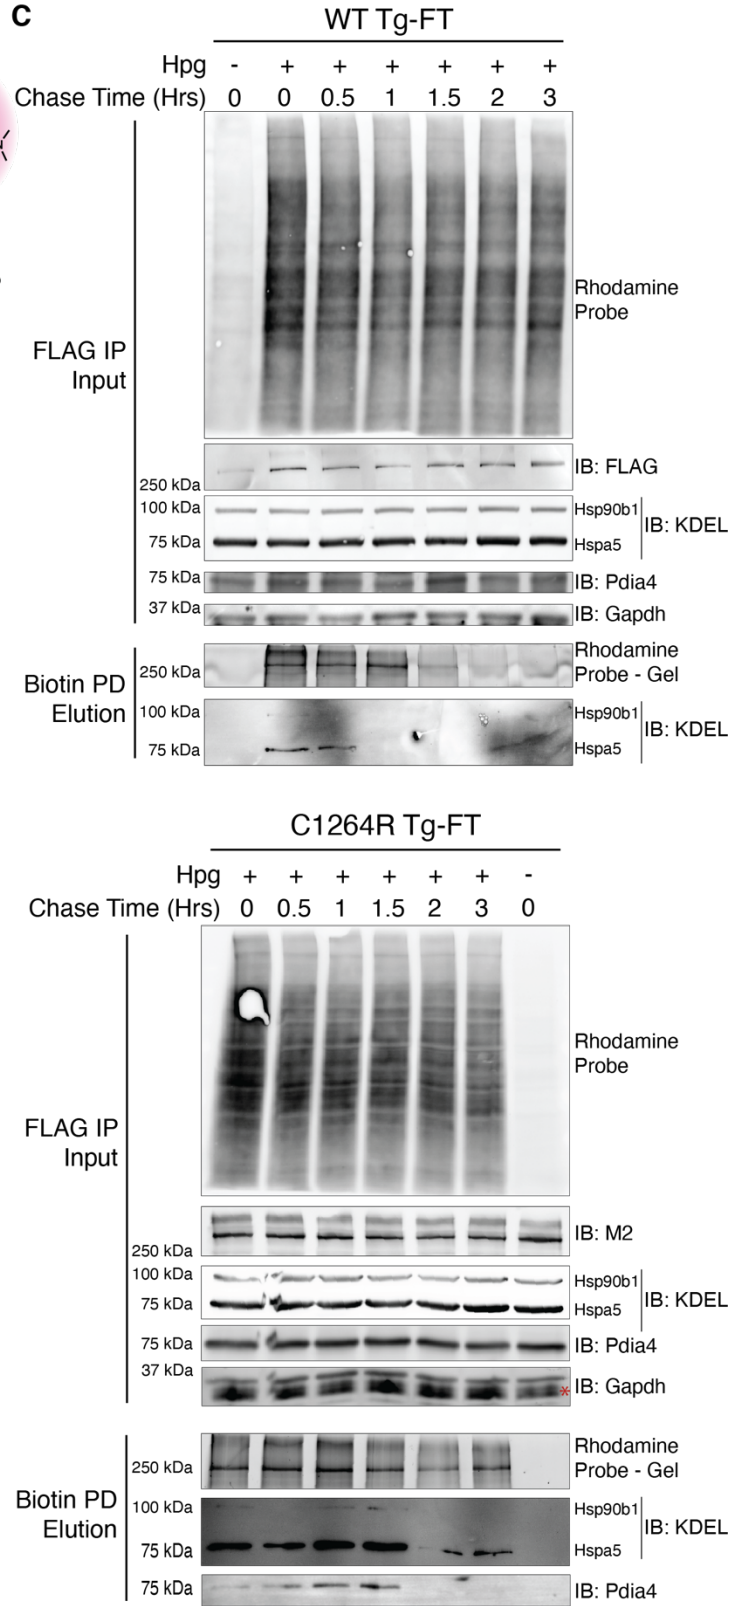 C
WT Tg-FT
Hpg - + + + + + +
Chase Time (Hrs) 0 0 0.5 1 1.5 2 3
Rhodamine
Probe
FLAG IP
Input
IB: FLAG
250 kDa
100 kDa Hsp90b1
IB: KDEL
75 kDa Hspa5
75 kDa IB: Pdia4
37 kDa IB: Gapdh
Rhodamine
250 kDa Probe - Gel
Biotin PD
Elution
100 kDa Hsp90b1
IB: KDEL
75 kDa Hspa5
C1264R Tg-FT
Hpg + + + + + + -
Chase Time (Hrs) 0 0.5 1 1.5 2 3 0
Rhodamine
Probe
FLAG IP
Input
IB: M2
250 kDa
100 kDa Hsp90b1
IB: KDEL
75 kDa Hspa5
75 kDa IB: Pdia4
37 kDa
IB: Gapdh
*
Rhodamine
250 kDa Probe - Gel
Biotin PD
Elution
100 kDa Hsp90b1
IB: KDEL
75 kDa Hspa5
75 kDa IB: Pdia4